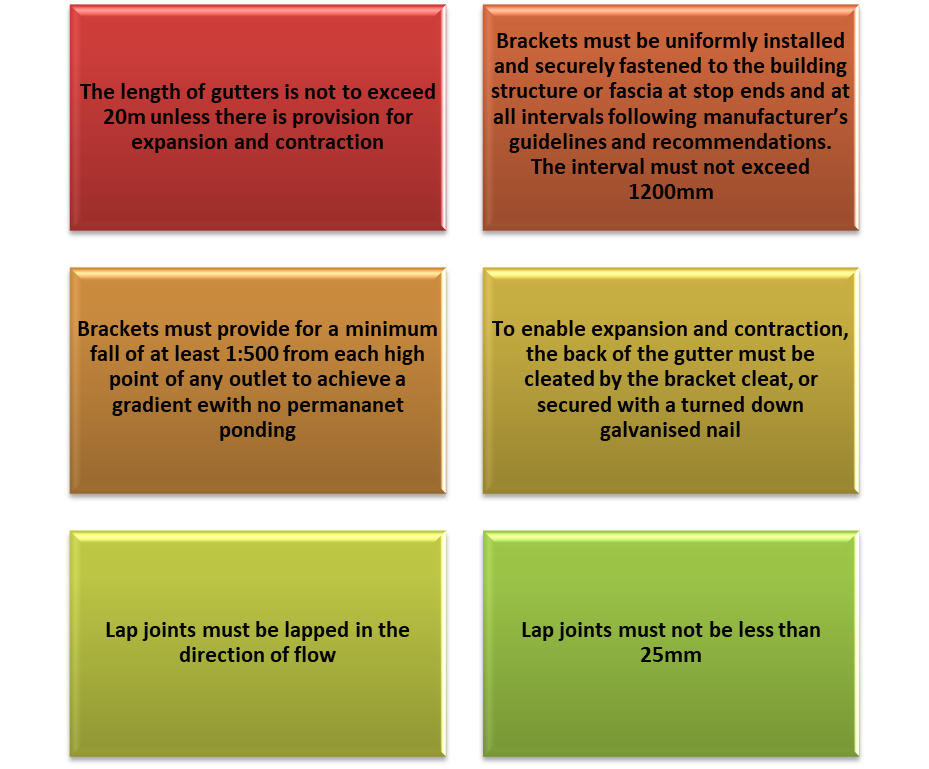 The length of gutters is not to exceed
20m unless there is provision for
expansion and contraction
Brackets must be uniformly installed
and securely fastened to the building
structure or fascia at stop ends and at
all intervals following manufacturer's
guidelines and recommendations.
The interval must not exceed
1200mm
Brackets must provide for a minimum
fall of at least 1:500 from each high
point of any outlet to achieve a
gradient ewith no permananet
ponding
To enable expansion and contraction,
the back of the gutter must be
cleated by the bracket cleat, or
secured with a turned down
galvanised nail
Lap joints must be lapped in the
direction of flow
Lap joints must not be less than
25mm